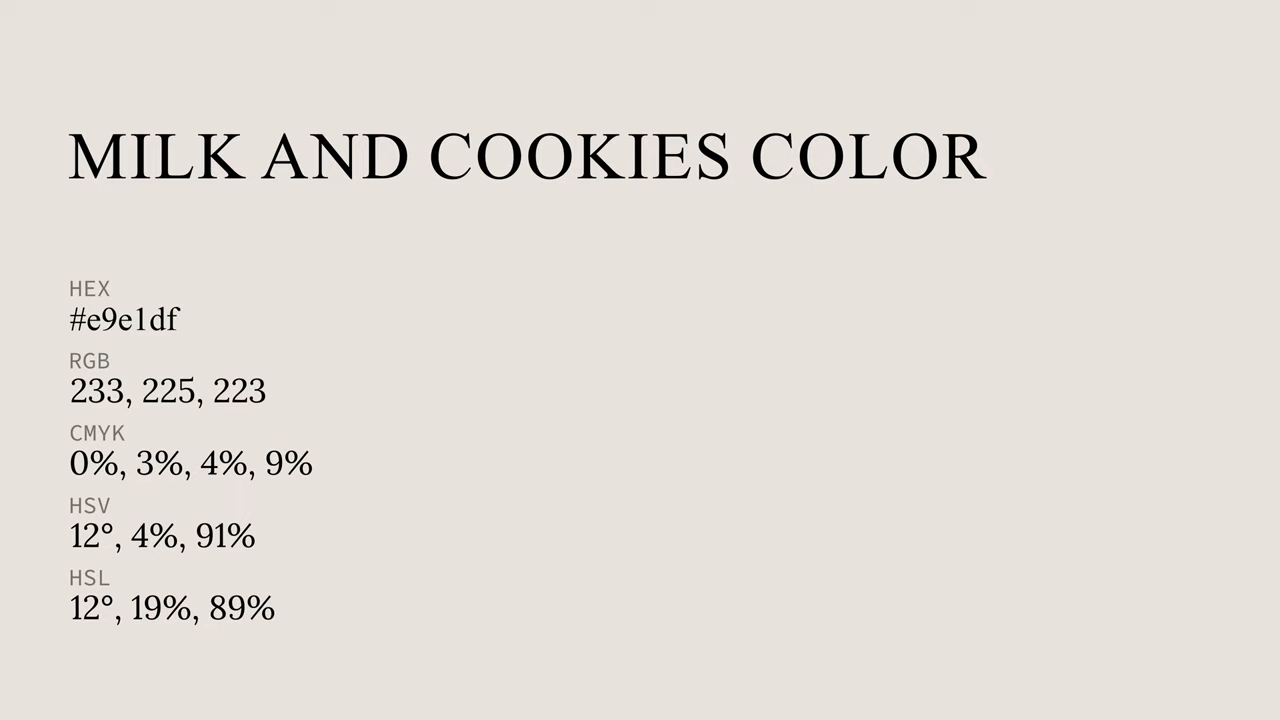 MILK AND COOKIES COLOR
HEX
#e9e1df
RGB
233, 225, 223
CMYK
0%, 3%, 4%, 9%
HSV
12°, 4%, 91%
HSL
12°, 19%, 89%